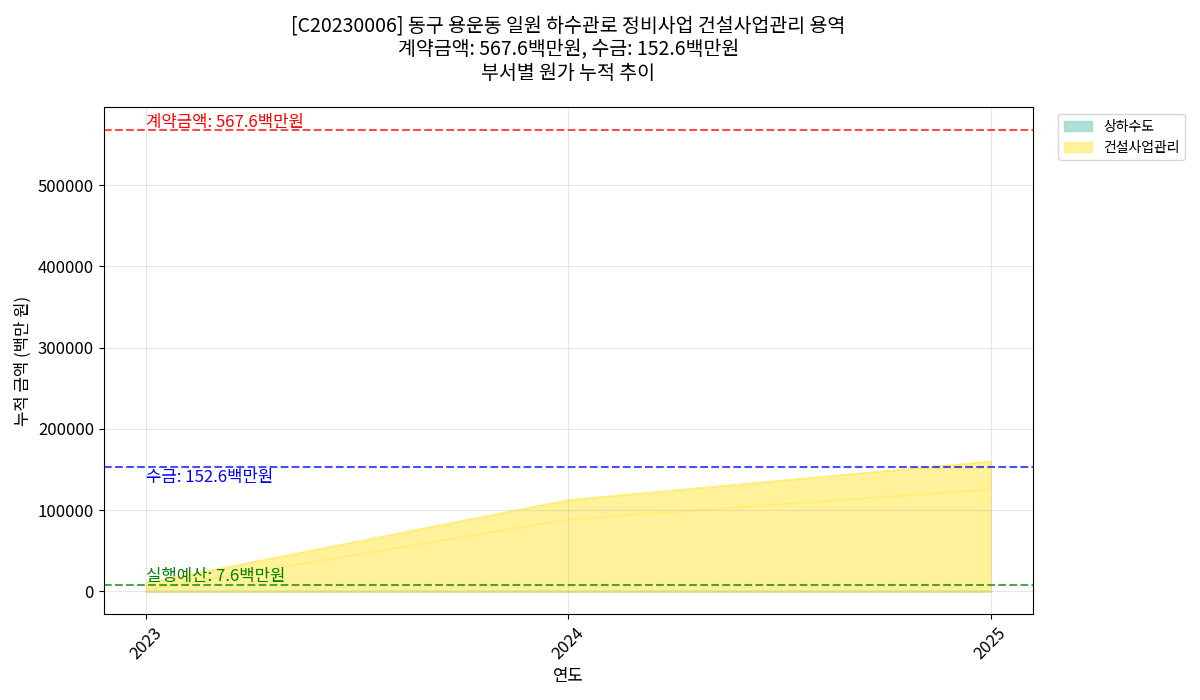 [C20230006] 동구 용운동 일원 하수관로 정비사업 건설사업관리 용역
계약금액: 567.6백만원, 수금: 152.6백만원
부서별 원가 누적 추이
계약금액: 567.6백만원
상하수도
건설사업관리
500000
400000
300000
200000
수금: 152.6백만원
100000
실행예산: 7.6백만원
0
누적 금액 (백만 원)
2023
2024
2025
연도